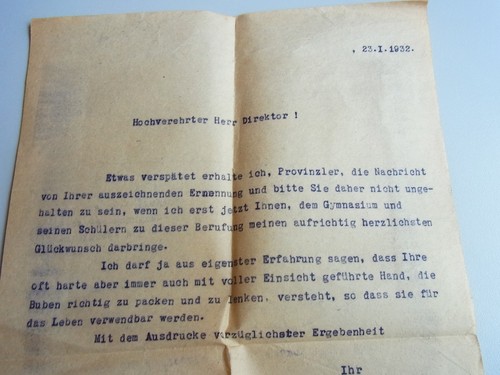 , 23.I.1932.
Hochverehrter Herr Direktor !
Etwas verspätet erhalte ich, Provinzler, die Nachricht
von Ihrer auszeichnenden Ernennung und bitte Sie daher nicht unge-
halten zu sein, wenn ich erst jetzt Ihnen, dem Gymnasium und
seinen Schülern zu dieser Berufung meinen aufrichtig herzlichsten
Glückwunsch darbringe.
Ich darf ja aus eigenster Erfahrung sagen, dass Ihre
oft harte aber immer auch mit voller Einsicht geführte Hand, die
Buben richtig zu packen und zu lenken, versteht, so dass sie für
das Leben verwendbar werden.
Mit dem Ausdrucke vorzüglichster Ergebenheit
Ihr